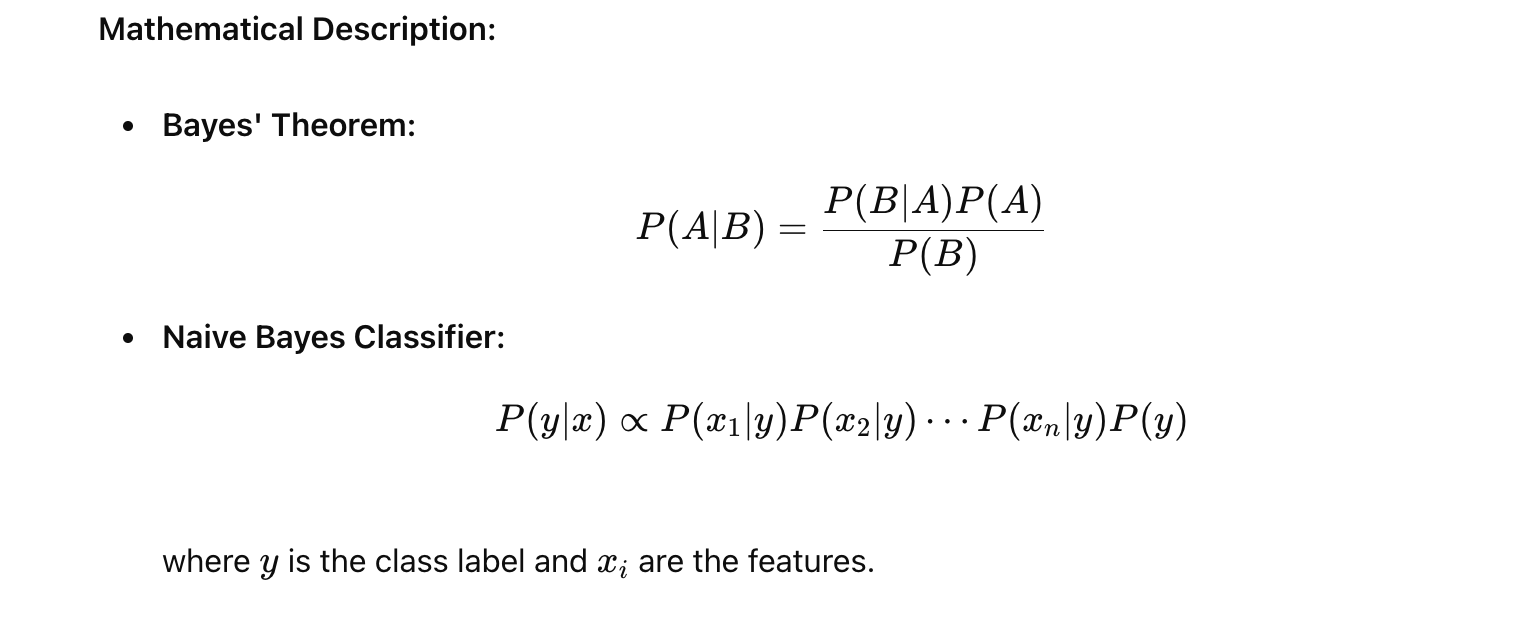 Mathematical Description:
• Bayes' Theorem:
P(A|B) = \frac{P(B|A)P(A)}{P(B)}
• Naive Bayes Classifier:
P(y|x) ∝ P(x₁|y)P(x₂|y) ⋯ P(xₙ|y)P(y)
where y is the class label and xᵢ are the features.